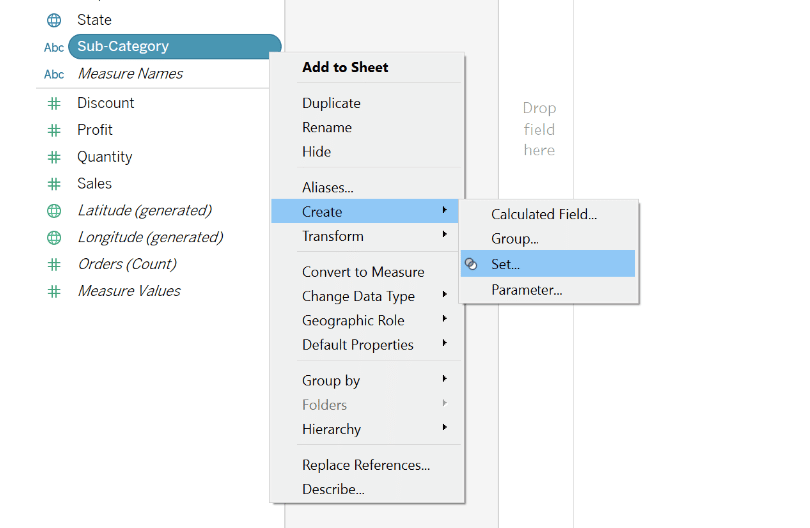 State
Abc Sub-Category
Abc Measure Names
Discount
Profit
Quantity
Sales
Latitude (generated)
Longitude (generated)
Orders (Count)
Measure Values
Add to Sheet
Duplicate
Rename
Hide
Aliases...
Create
Transform
Convert to Measure
Change Data Type
Geographic Role
Default Properties
Group by
Folders
Hierarchy
Replace References...
Describe...
Calculated Field...
Group...
Set...
Parameter...
Drop
field
here